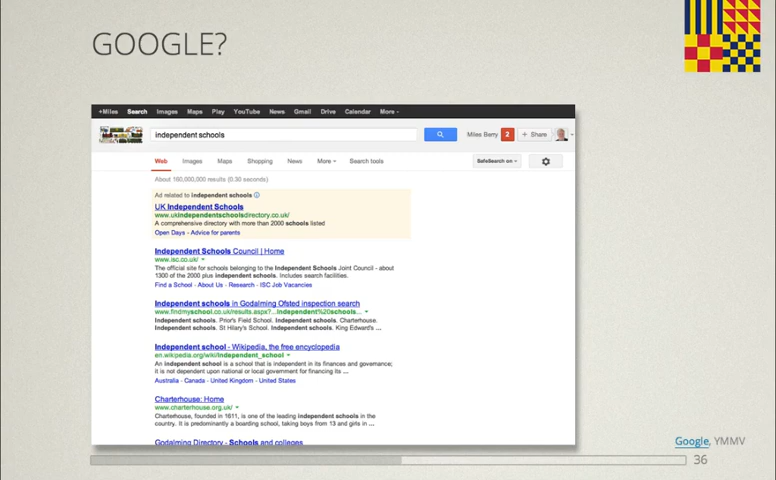 GOOGLE?
+Miles Search Images Maps Play YouTube News Gmail Drive Calendar More
independent schools
Miles Berry 2 + Share
Web Images Maps Shopping News More Search tools
SafeSearch on
About 160,000,000 results (0.30 seconds)
Ad related to independent schools
UK Independent Schools
www.ukindependentschoolsdirectory.co.uk/
A comprehensive directory with more than 2000 schools listed
Open Days - Advice for parents
Independent Schools Council | Home
www.isc.co.uk/
The official site for schools belonging to the Independent Schools Joint Council - about
1300 of the 2000 plus independent schools. Includes search facilities.
Find a School - About Us - Research - ISC Job Vacancies
Independent schools in Godalming Ofsted inspection search
www.findmyschool.co.uk/results.aspx?...Independent%20schools...
Independent schools. Prior's Field School. Independent schools. Charterhouse.
Independent schools. St Hilary's School. Independent schools. King Edward's ...
Independent school - Wikipedia, the free encyclopedia
en.wikipedia.org/wiki/Independent_school
An independent school is a school that is independent in its finances and governance;
it is not dependent upon national or local government for financing its ...
Australia - Canada - United Kingdom - United States
Charterhouse: Home
www.charterhouse.org.uk/
Charterhouse, founded in 1611, is one of the leading independent schools in the
country. It is predominantly a boarding school, taking boys from 13 and girls in ...
Godalming Directory - Schools and colleges
Google, YMMV
36